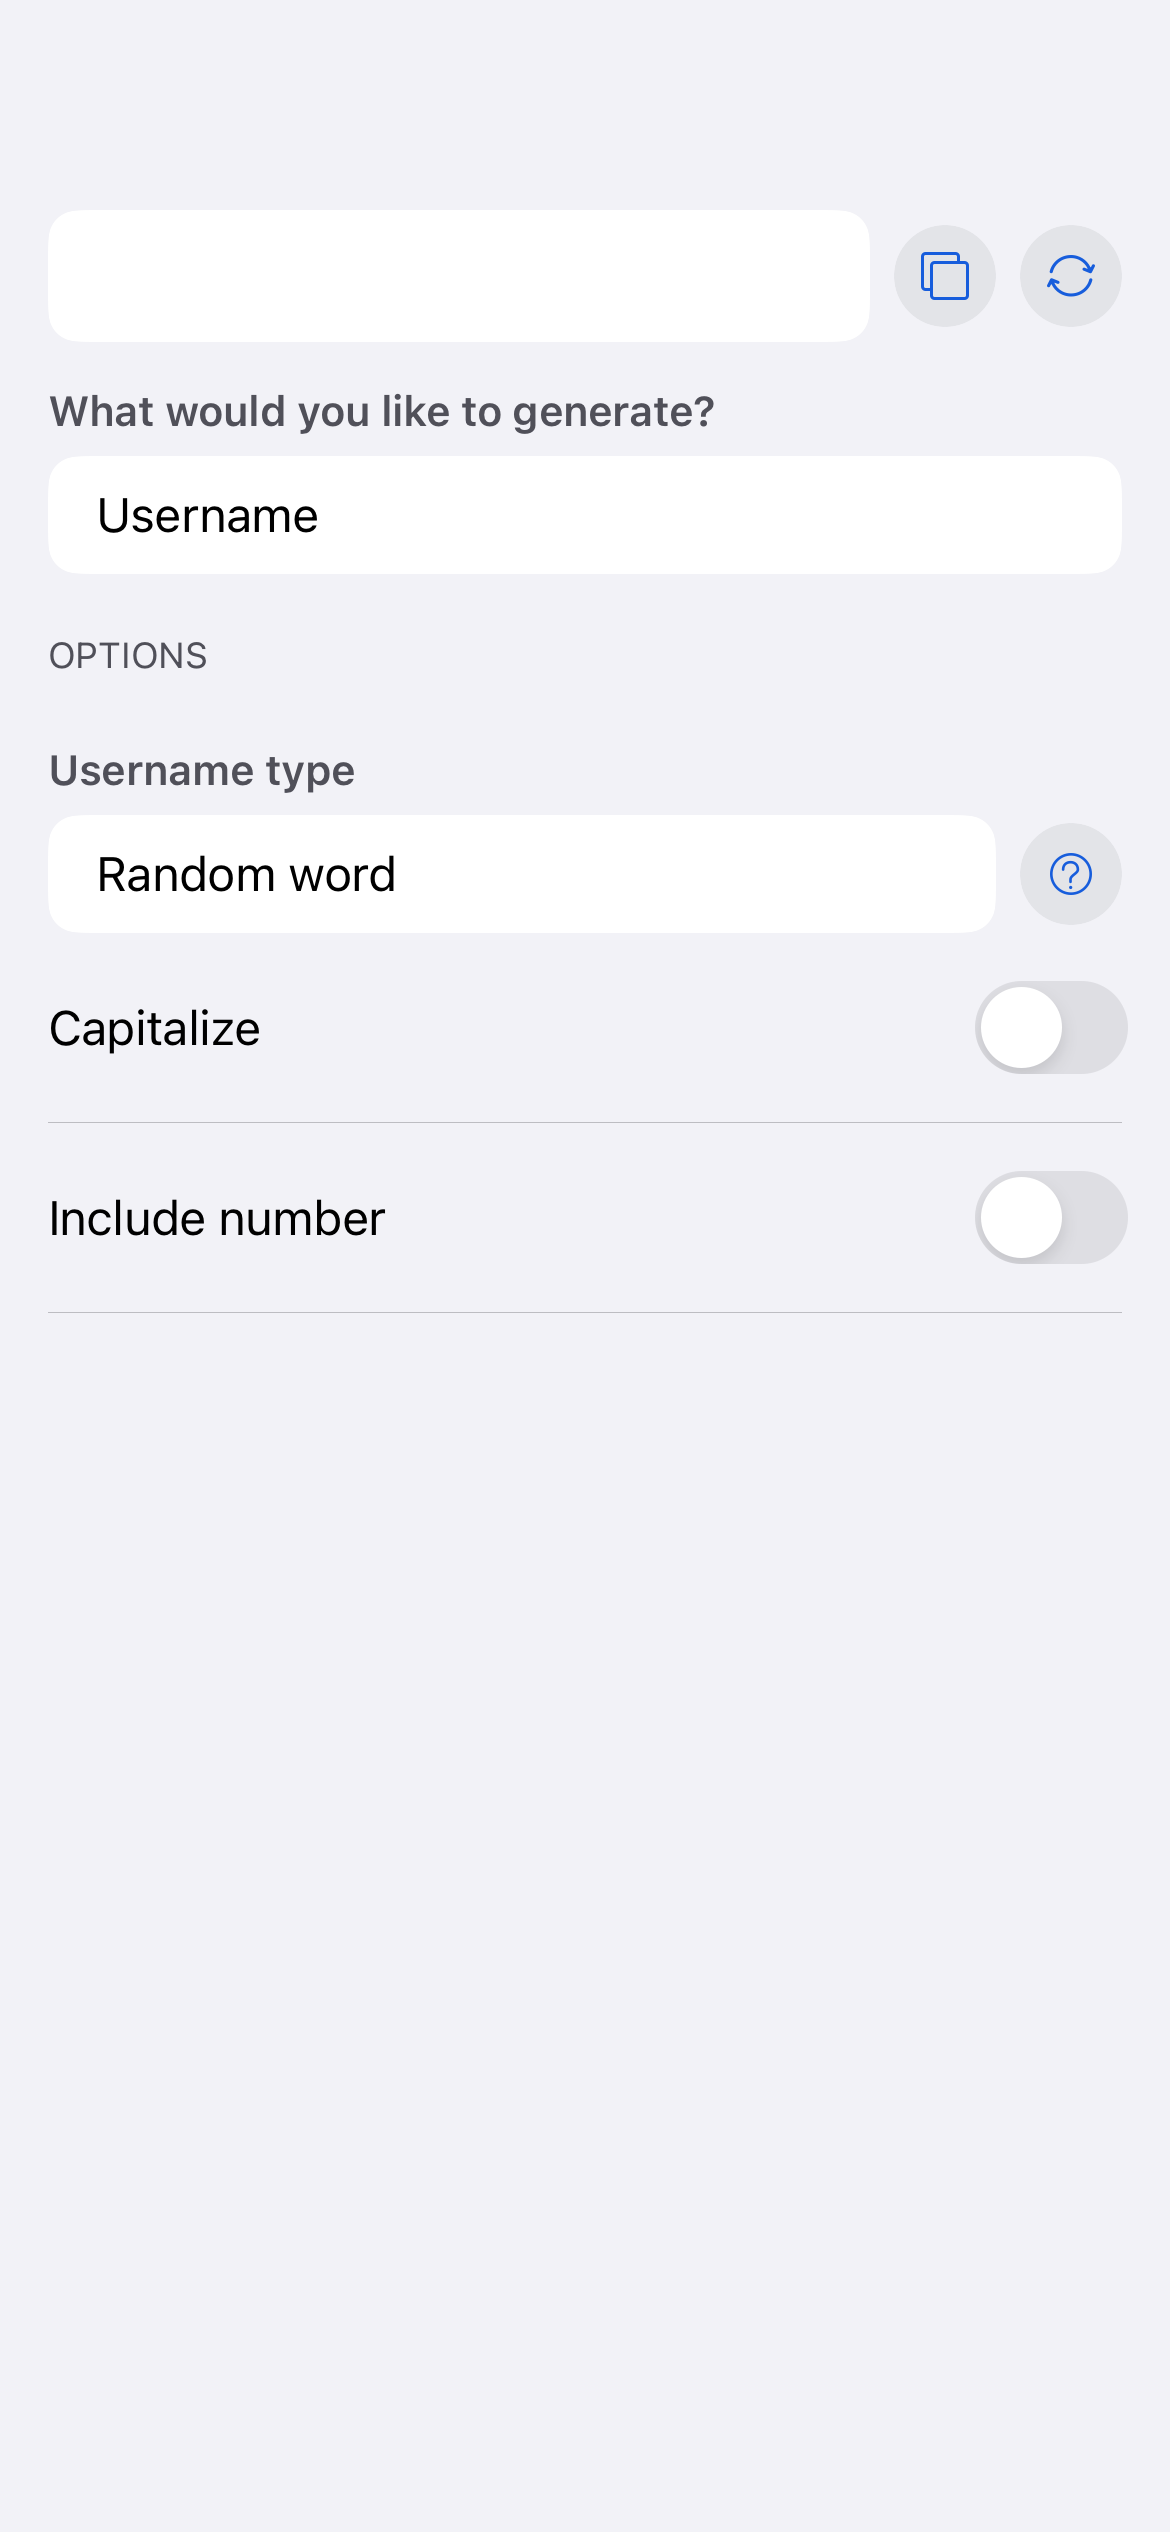 What would you like to generate?
Username
OPTIONS
Username type
Random word
Capitalize
Include number